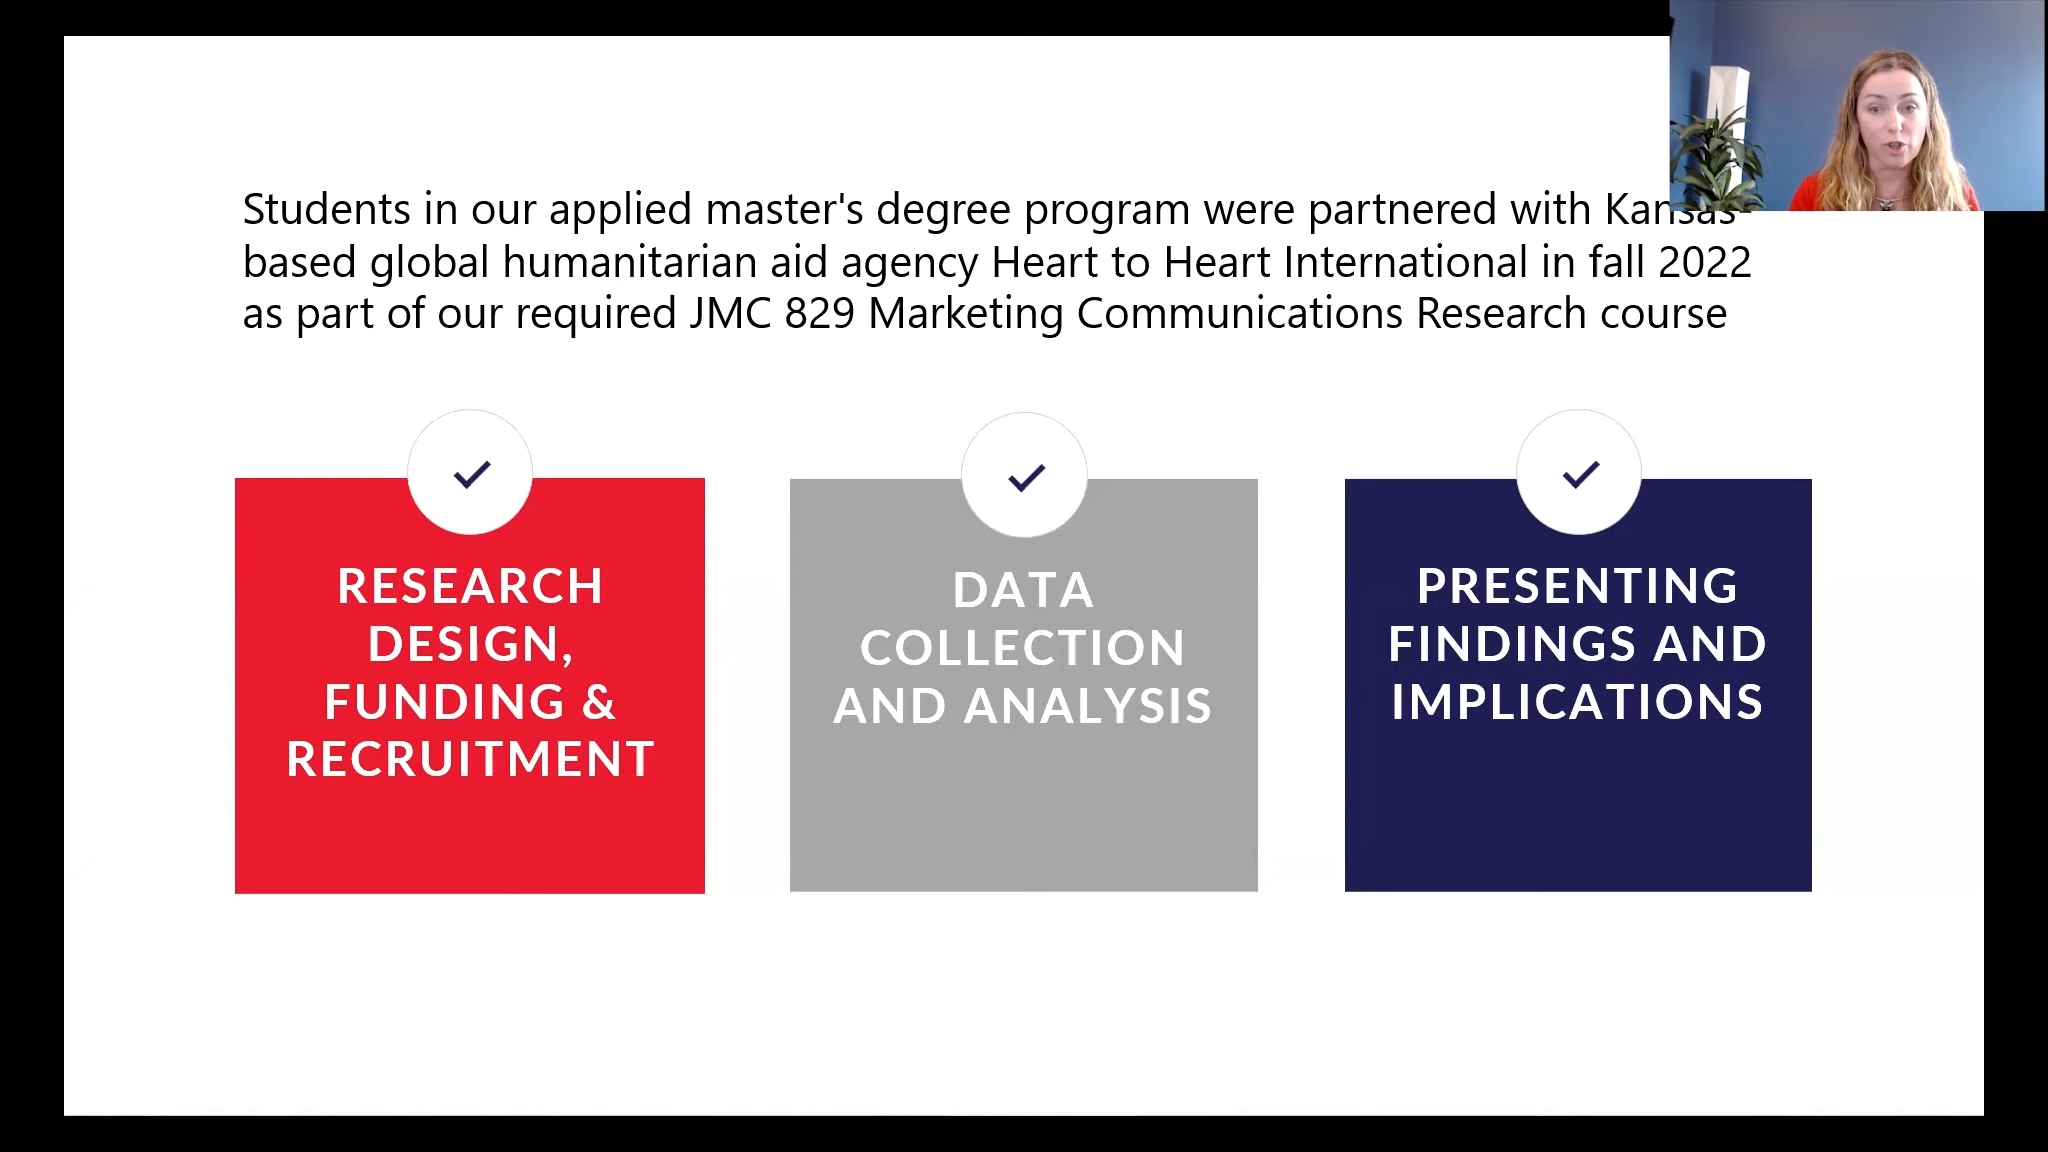 Students in our applied master's degree program were partnered with Kansas-
based global humanitarian aid agency Heart to Heart International in fall 2022
as part of our required JMC 829 Marketing Communications Research course
RESEARCH
DESIGN,
FUNDING &
RECRUITMENT
DATA
COLLECTION
AND ANALYSIS
PRESENTING
FINDINGS AND
IMPLICATIONS